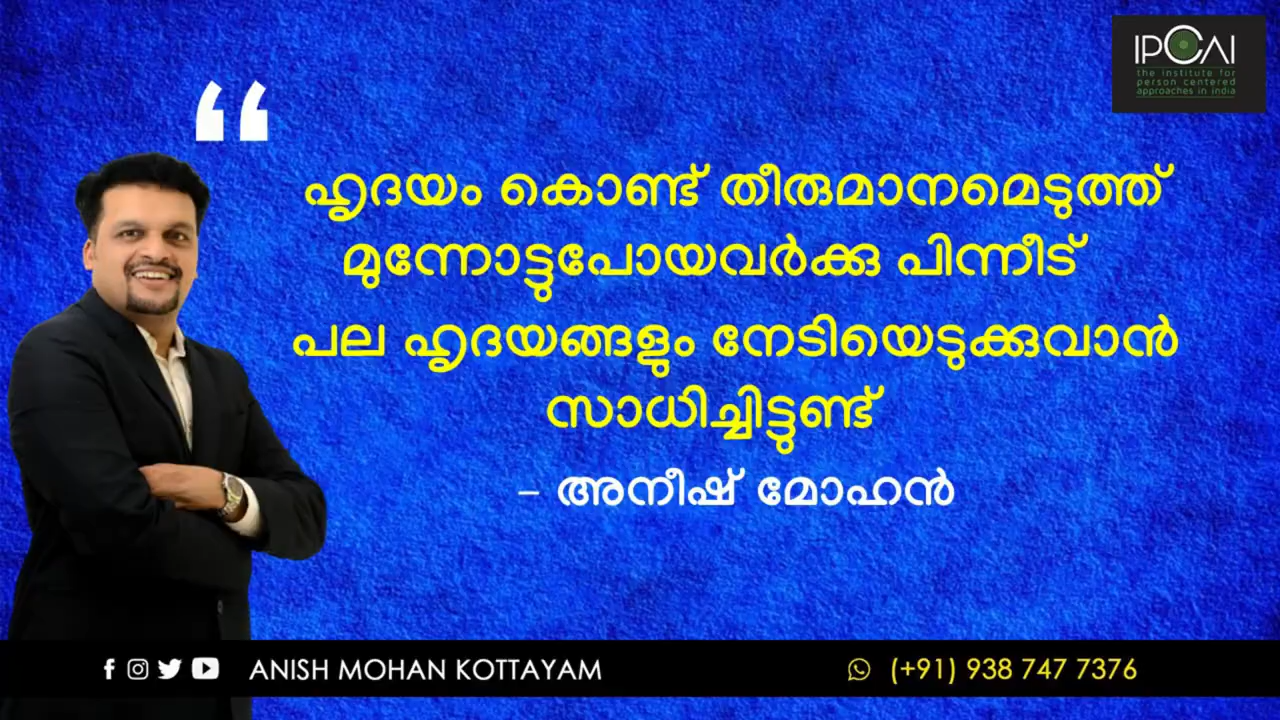 IPCAI
the institute for
person centered
approaches in india
“
ഹൃദയം കൊണ്ട് തീരുമാനമെടുത്ത്
മുന്നോട്ടുപോയവർക്കു പിന്നീട്
പല ഹൃദയങ്ങളും നേടിയെടുക്കുവാൻ
സാധിച്ചിട്ടുണ്ട്
– അനീഷ് മോഹൻ
ANISH MOHAN KOTTAYAM
(+91) 938 747 7376